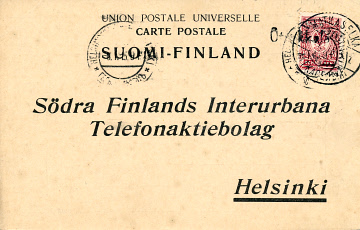 UNION POSTALE UNIVERSELLE
CARTE POSTALE
SUOMI-FINLAND
Södra Finlands Interurbana
Telefonaktiebolag
Helsinki